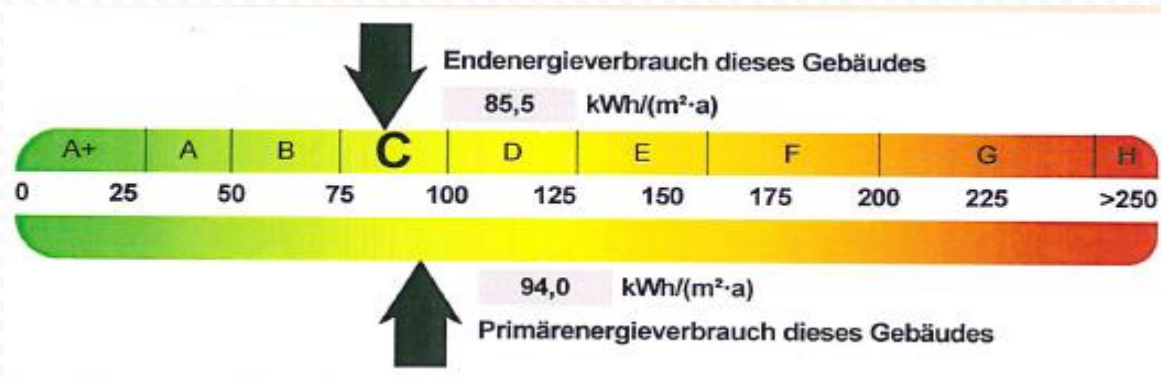 Endenergieverbrauch dieses Gebäudes
85,5 kWh/(m²·a)
A+ A B C D E F G H
0 25 50 75 100 125 150 175 200 225 >250
94,0 kWh/(m²·a)
Primärenergieverbrauch dieses Gebäudes